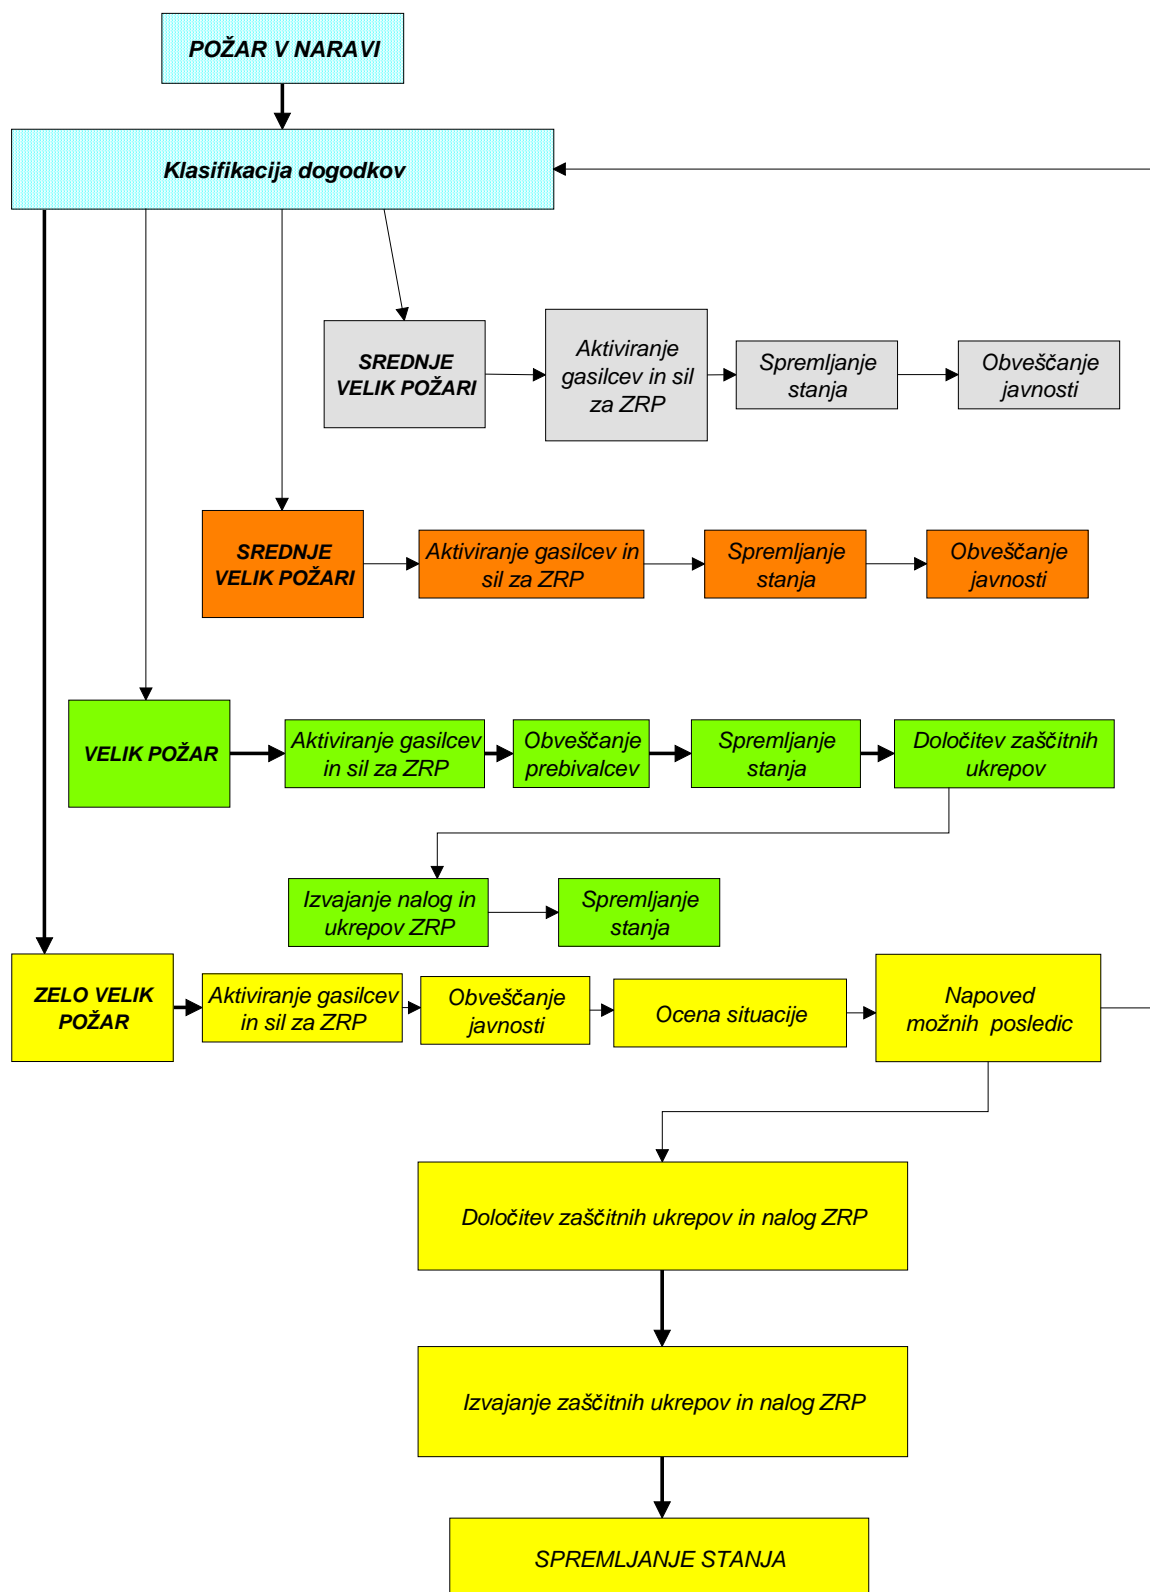 POŽAR V NARAVI
Klasifikacija dogodkov
SREDNJE
VELIK POŽARI
Aktiviranje
gasilcev in sil
za ZRP
Spremljanje
stanja
Obveščanje
javnosti
SREDNJE
VELIK POŽARI
Aktiviranje gasilcev in
sil za ZRP
Spremljanje
stanja
Obveščanje
javnosti
VELIK POŽAR
Aktiviranje gasilcev
in sil za ZRP
Obveščanje
prebivalcev
Spremljanje
stanja
Določitev zaščitnih
ukrepov
Izvajanje nalog in
ukrepov ZRP
Spremljanje
stanja
ZELO VELIK
POŽAR
Aktiviranje gasilcev
in sil za ZRP
Obveščanje
javnosti
Ocena situacije
Napoved
možnih posledic
Določitev zaščitnih ukrepov in nalog ZRP
Izvajanje zaščitnih ukrepov in nalog ZRP
SPREMLJANJE STANJA